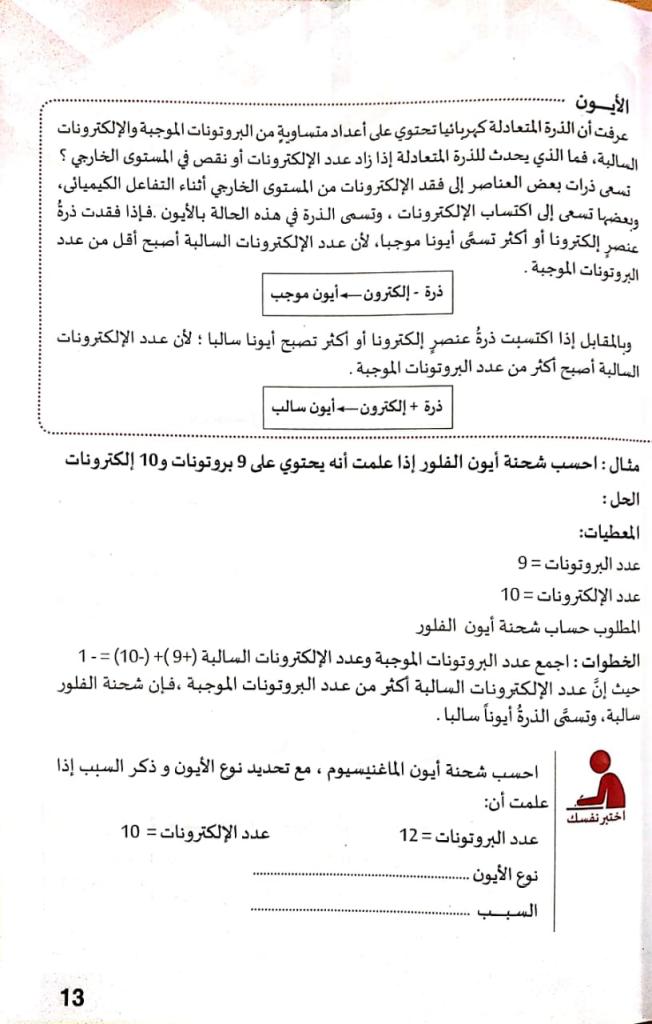 الأيـــون
عرفت أن الذرة المتعادلة كهربائيا تحتوي على أعداد متساويةٍ من البروتونات الموجبة والإلكترونات
السالبة، فما الذي يحدث للذرة المتعادلة إذا زاد عدد الإلكترونات أو نقص في المستوى الخارجي ؟
تسعى ذرات بعض العناصر إلى فقد الإلكترونات من المستوى الخارجي أثناء التفاعل الكيميائى،
وبعضها تسعى إلى اكتساب الإلكترونات ، وتسمى الذرة في هذه الحالة بالأيون .فـإذا فقدت ذرةُ
عنصرٍ إلكترونا أو أكثر تسمَّى أيونا موجبا، لأن عدد الإلكترونات السالبة أصبح أقل من عدد
البروتونات الموجبة .
ذرة - إلكترون ← أيون موجب
وبالمقابل إذا اكتسبت ذرةُ عنصرٍ إلكترونا أو أكثر تصبح أيونا سالبا ؛ لأن عدد الإلكترونات
السالبة أصبح أكثر من عدد البروتونات الموجبة .
ذرة + إلكترون ← أيون سالب
مثـال : احسب شحنة أيون الفلور إذا علمت أنه يحتوي على 9 بروتونات و10 إلكترونات
الحل :
المعطيات:
عدد البروتونات = 9
عدد الإلكترونات = 10
المطلوب حساب شحنة أيون الفلور
الخطوات : اجمع عدد البروتونات الموجبة وعدد الإلكترونات السالبة (+9 )+ (-10) = - 1
حيث إنَّ عدد الإلكترونات السالبة أكثر من عدد البروتونات الموجبة ،فـإن شحنة الفلور
سالبة، وتسمَّى الذرةُ أيوناً سالبا .
احسب شحنة أيون الماغنيسيوم ، مع تحديد نوع الأيون و ذكر السبب إذا
علمت أن:
اختبر نفسك
عدد البروتونات = 12 عدد الإلكترونات = 10
نوع الأيون ................................
السبـــب ................................
13